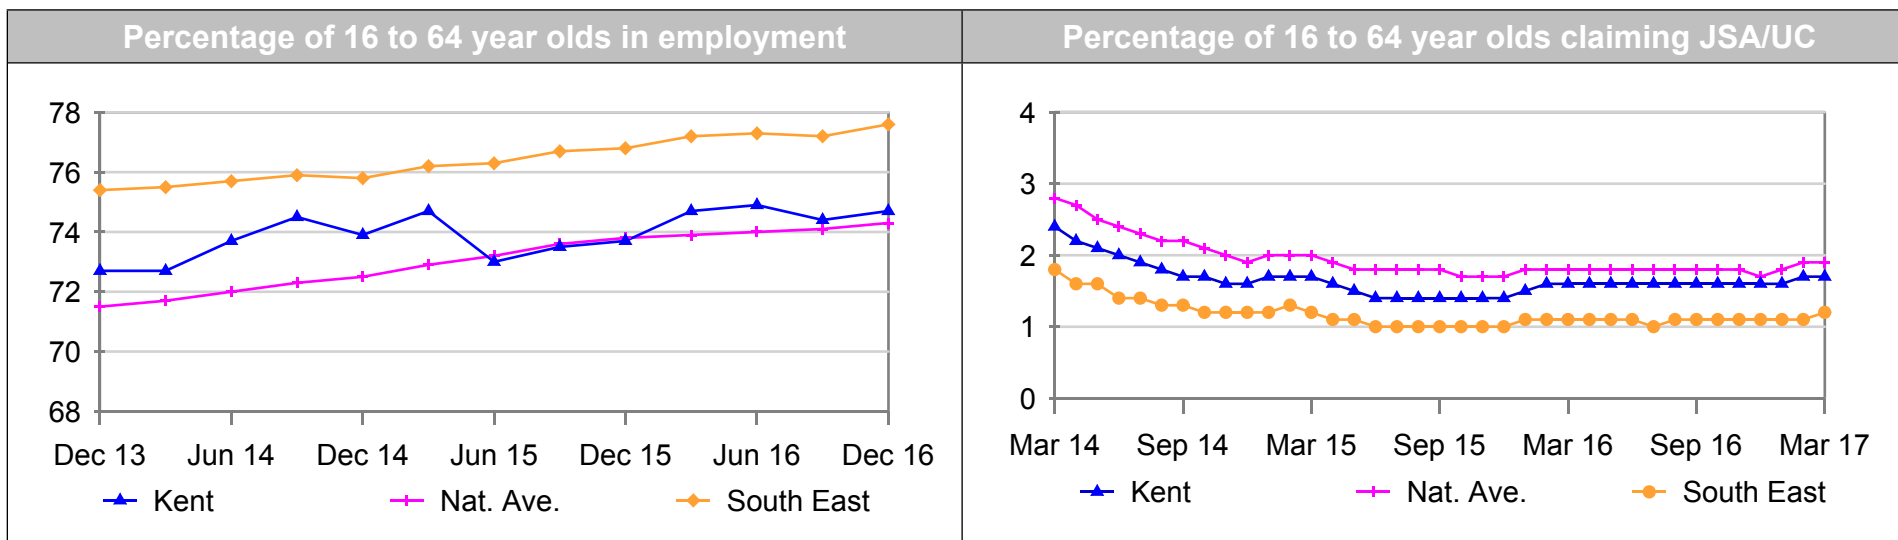 Percentage of 16 to 64 year olds in employment
78
76
74
72
70
68
Dec 13 Jun 14 Dec 14 Jun 15 Dec 15 Jun 16 Dec 16
Kent Nat. Ave. South East
Percentage of 16 to 64 year olds claiming JSA/UC
4
3
2
1
0
Mar 14 Sep 14 Mar 15 Sep 15 Mar 16 Sep 16 Mar 17
Kent Nat. Ave. South East